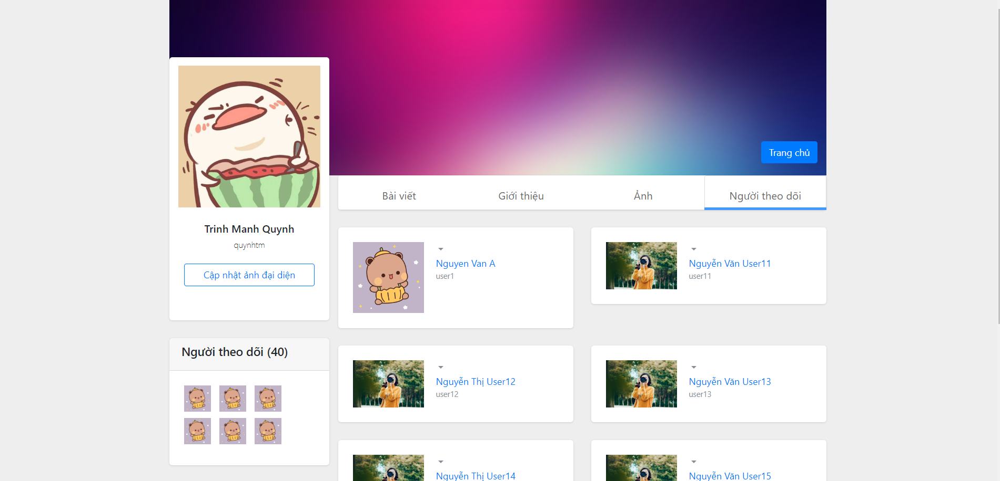 Trang chủ
Bài viết
Giới thiệu
Ảnh
Người theo dõi
Trinh Manh Quynh
quynhtm
Cập nhật ảnh đại diện
Người theo dõi (40)
Nguyen Van A
user1
Nguyễn Văn User11
user11
Nguyễn Thị User12
user12
Nguyễn Văn User13
user13
Nguyễn Thị User14
Nguyễn Văn User15